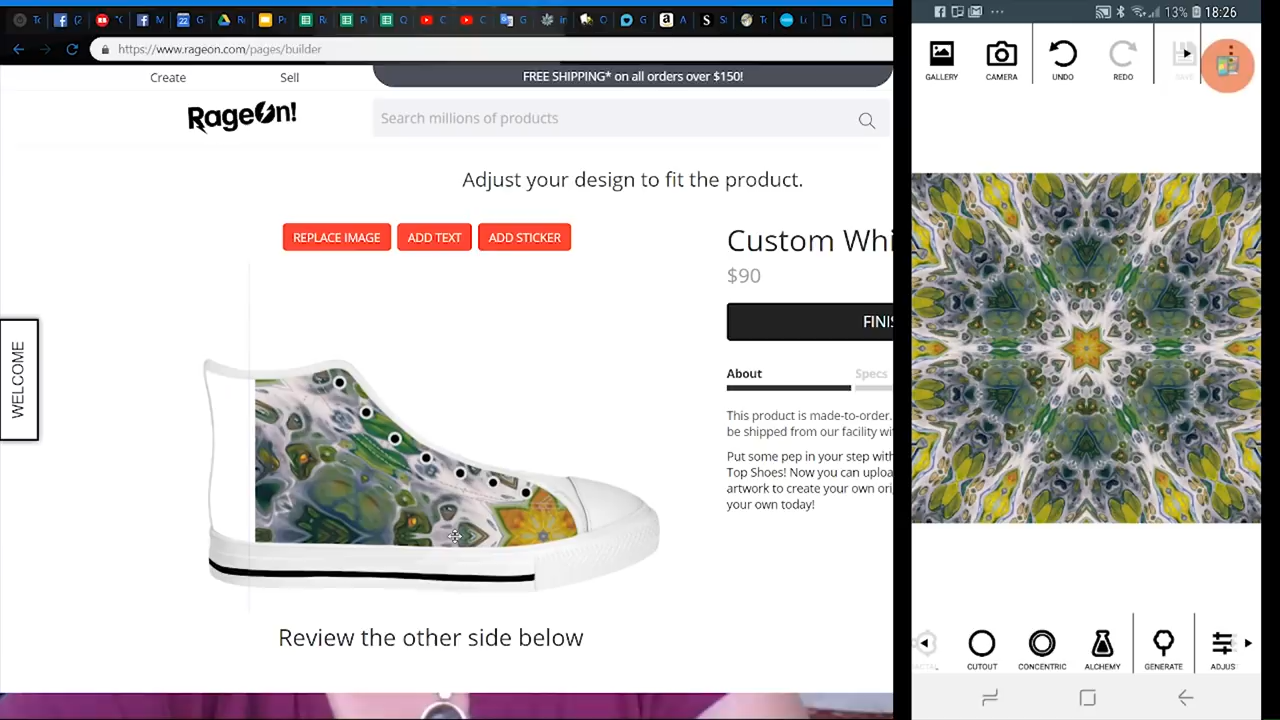 https://www.rageon.com/pages/builder
Create
Sell
FREE SHIPPING* on all orders over $150!
RageOn!
Search millions of products
Adjust your design to fit the product.
REPLACE IMAGE
ADD TEXT
ADD STICKER
Custom Whi
$90
FINIS
About
Specs
This product is made-to-order.
be shipped from our facility wit
Put some pep in your step with
Top Shoes! Now you can uploa
artwork to create your own ori
your own today!
WELCOME
Review the other side below
13% 18:26
GALLERY
CAMERA
UNDO
REDO
SAVE
CUTOUT
CONCENTRIC
ALCHEMY
GENERATE
ADJUS